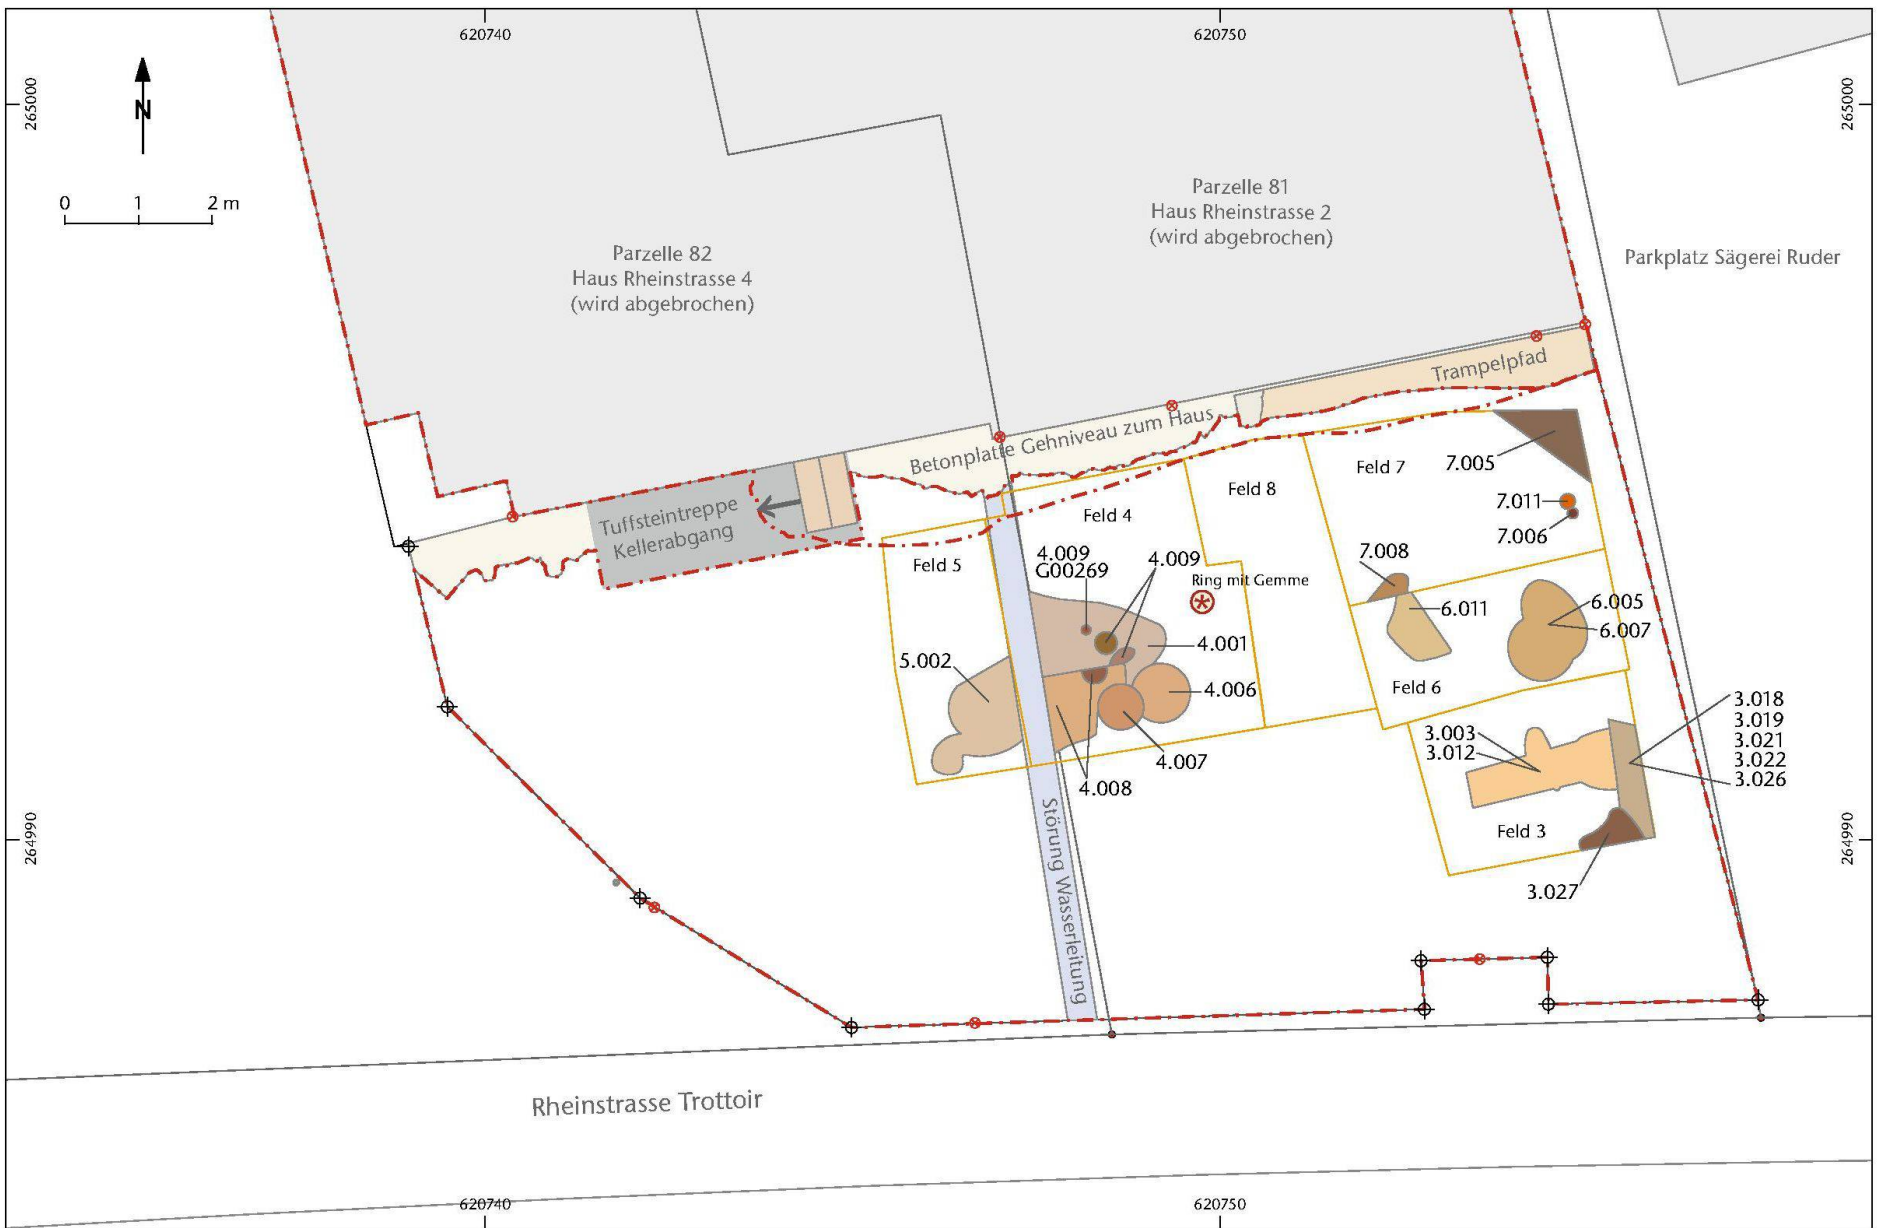 620740
620750
265000
265000
N
0 1 2 m
Parzelle 81
Haus Rheinstrasse 2
(wird abgebrochen)
Parzelle 82
Haus Rheinstrasse 4
(wird abgebrochen)
Parkplatz Sägerei Ruder
Trampelpfad
Betonplatte Gehniveau zum Haus
Tuffsteintreppe
Kellerabgang
Feld 7
7.005
Feld 8
7.011
7.006
Feld 4
Feld 5
4.009
G00269
4.009
Ring mit Gemme
7.008
6.011
6.005
6.007
4.001
5.002
4.006
Feld 6
4.007
4.008
3.003
3.012
3.018
3.019
3.021
3.022
3.026
Feld 3
3.027
Störung Wasserleitung
264990
264990
Rheinstrasse Trottoir
620740
620750